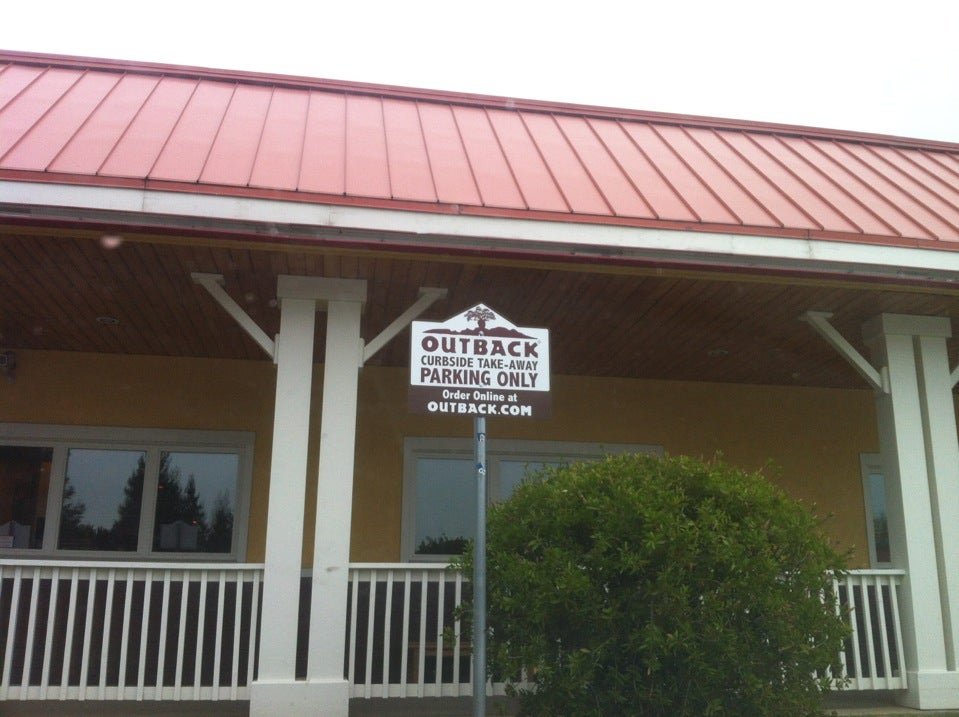 OUTBACK
CURBSIDE TAKE-AWAY
PARKING ONLY
Order Online at
OUTBACK.COM